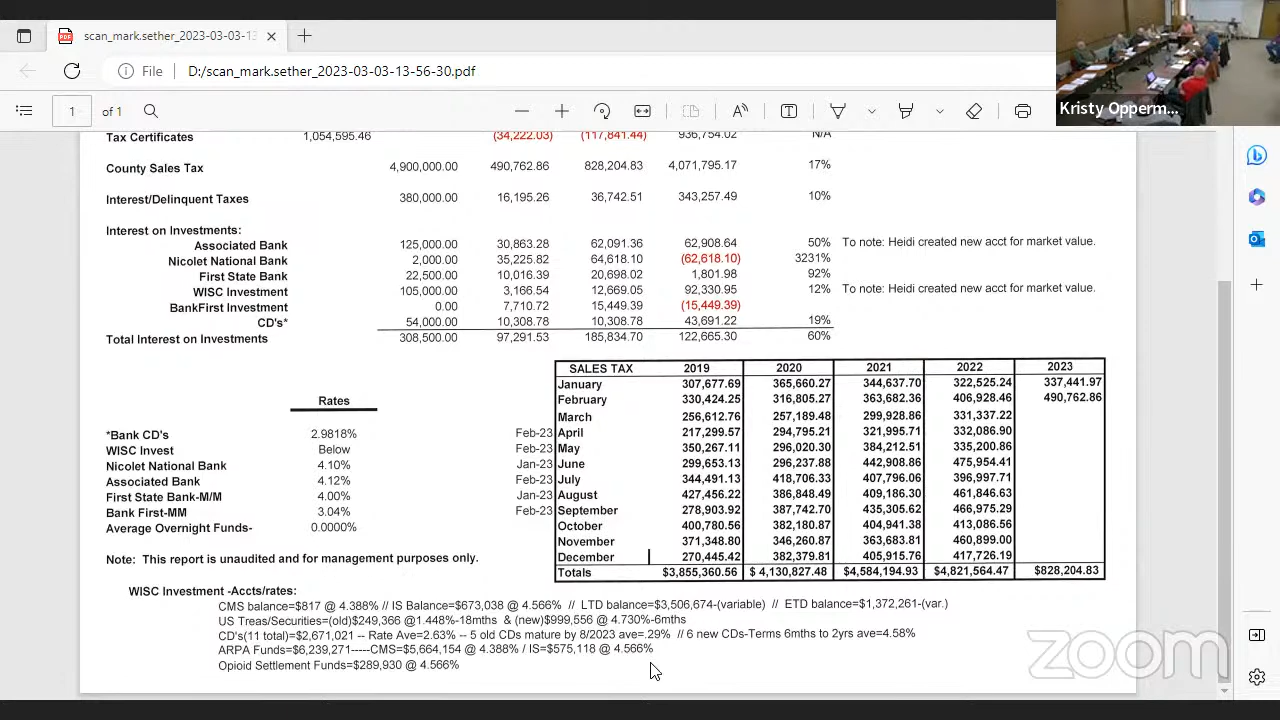 scan_mark.sether_2023-03-03-13
File D:/scan_mark.sether_2023-03-03-13-56-30.pdf
1 of 1
Kristy Opperm...
Tax Certificates 1,054,595.46 (34,222.03) (117,841.44) 936,754.02 N/A
County Sales Tax 4,900,000.00 490,762.86 828,204.83 4,071,795.17 17%
Interest/Delinquent Taxes 380,000.00 16,195.26 36,742.51 343,257.49 10%
Interest on Investments:
Associated Bank 125,000.00 30,863.28 62,091.36 62,908.64 50% To note: Heidi created new acct for market value.
Nicolet National Bank 2,000.00 35,225.82 64,618.10 (62,618.10) 3231%
First State Bank 22,500.00 10,016.39 20,698.02 1,801.98 92%
WISC Investment 105,000.00 3,166.54 12,669.05 92,330.95 12% To note: Heidi created new acct for market value.
BankFirst Investment 0.00 7,710.72 15,449.39 (15,449.39)
CD's* 54,000.00 10,308.78 10,308.78 43,691.22 19%
Total Interest on Investments 308,500.00 97,291.53 185,834.70 122,665.30 60%
Rates
*Bank CD's 2.9818% Feb-23
WISC Invest Below Feb-23
Nicolet National Bank 4.10% Jan-23
Associated Bank 4.12% Feb-23
First State Bank-M/M 4.00% Jan-23
Bank First-MM 3.04% Feb-23
Average Overnight Funds- 0.0000%
Note: This report is unaudited and for management purposes only.
SALES TAX 2019 2020 2021 2022 2023
January 307,677.69 365,660.27 344,637.70 322,525.24 337,441.97
February 330,424.25 316,805.27 363,682.36 406,928.46 490,762.86
March 256,612.76 257,189.48 299,928.86 331,337.22
April 217,299.57 294,795.21 321,995.71 332,086.90
May 350,267.11 296,020.30 384,212.51 335,200.86
June 299,653.13 296,237.88 442,908.86 475,954.41
July 344,491.13 418,706.33 407,796.06 396,997.71
August 427,456.22 386,848.49 409,186.30 461,846.63
September 278,903.92 387,742.70 435,305.62 466,975.29
October 400,780.56 382,180.87 404,941.38 413,086.56
November 371,348.80 346,260.87 363,683.81 460,899.00
December 270,445.42 382,379.81 405,915.76 417,726.19
Totals $3,855,360.56 $ 4,130,827.48 $4,584,194.93 $4,821,564.47 $828,204.83
WISC Investment -Accts/rates:
CMS balance=$817 @ 4.388% // IS Balance=$673,038 @ 4.566% // LTD balance=$3,506,674-(variable) // ETD balance=$1,372,261-(var.)
US Treas/Securities=(old)$249,366 @1.448%-18mths & (new)$999,556 @ 4.730%-6mths
CD's(11 total)=$2,671,021 -- Rate Ave=2.63% -- 5 old CDs mature by 8/2023 ave=.29% // 6 new CDs-Terms 6mths to 2yrs ave=4.58%
ARPA Funds=$6,239,271-----CMS=$5,664,154 @ 4.388% / IS=$575,118 @ 4.566%
Opioid Settlement Funds=$289,930 @ 4.566%
zoom